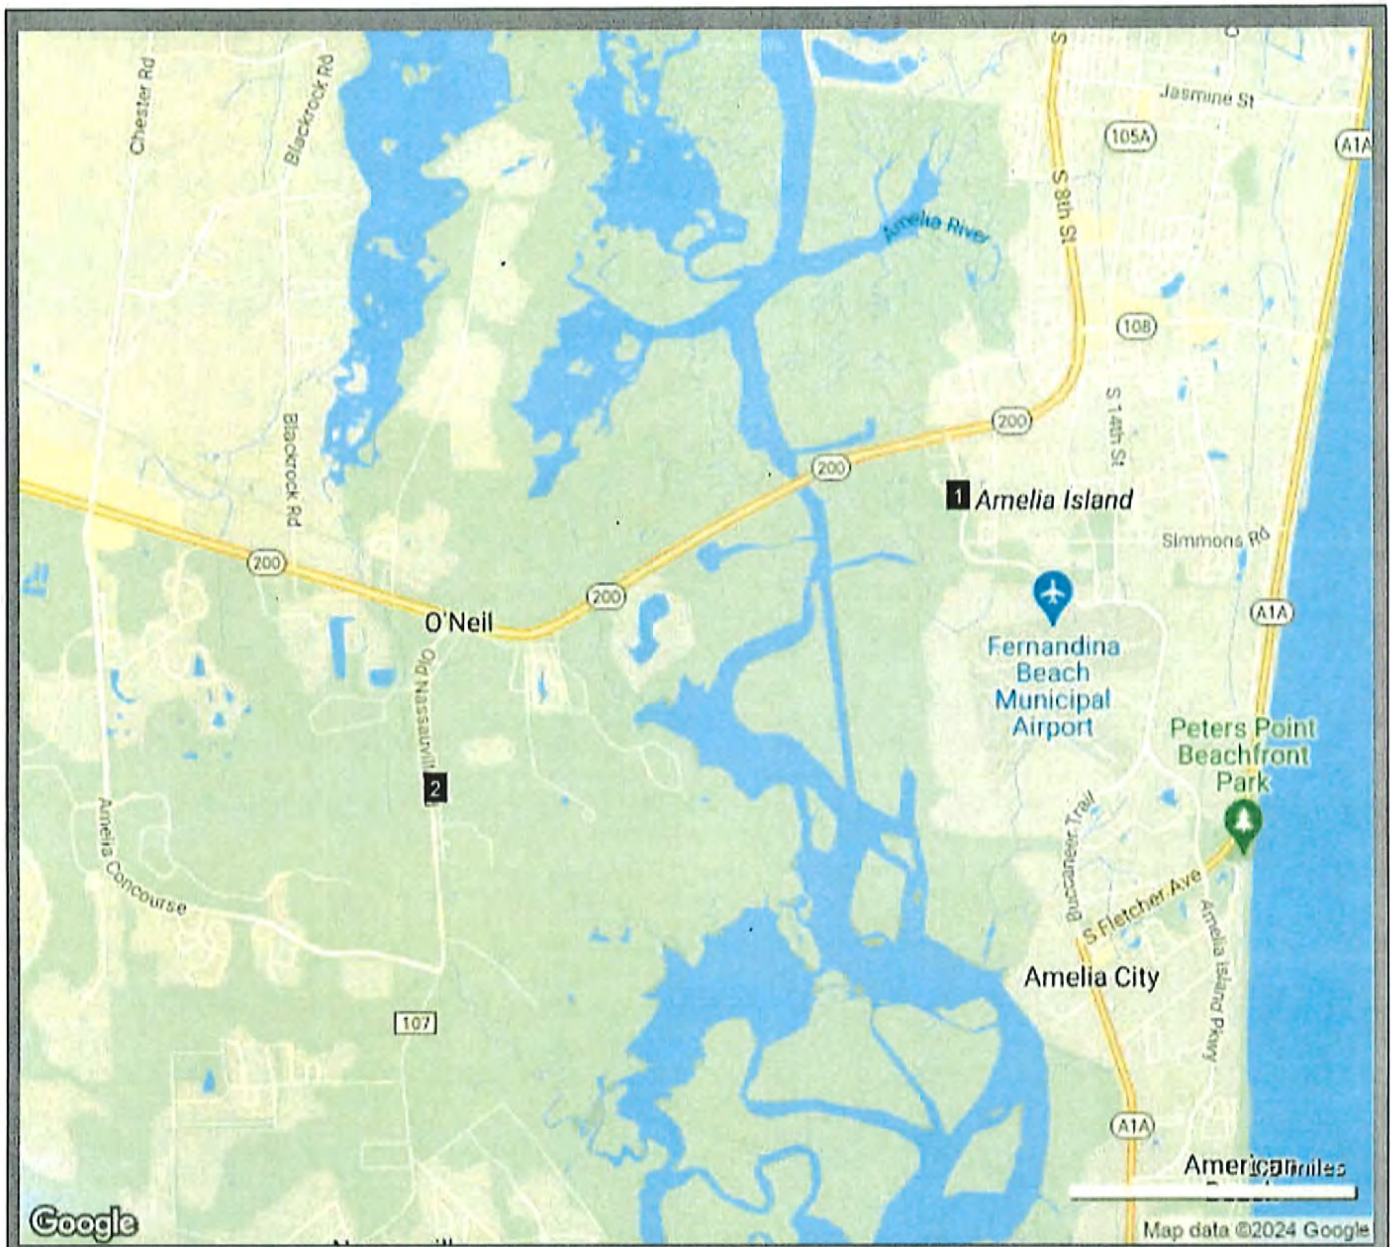 Chester Rd
Blackrock Rd
S
Jasmine St
105A
A1A
S 8th St
Amelia River
108
S 14th St
200
200
1 Amelia Island
Blackrock Rd
Simmons Rd
200
200
O'Neil
A1A
Fernandina
Beach
Municipal
Airport
Peters Point
Beachfront
Park
2
Amelia Concourse
Buccaneer Trail
S Fletcher Ave
Amelia Island Pkwy
Amelia City
107
A1A
American
miles
Google
Map data ©2024 Google